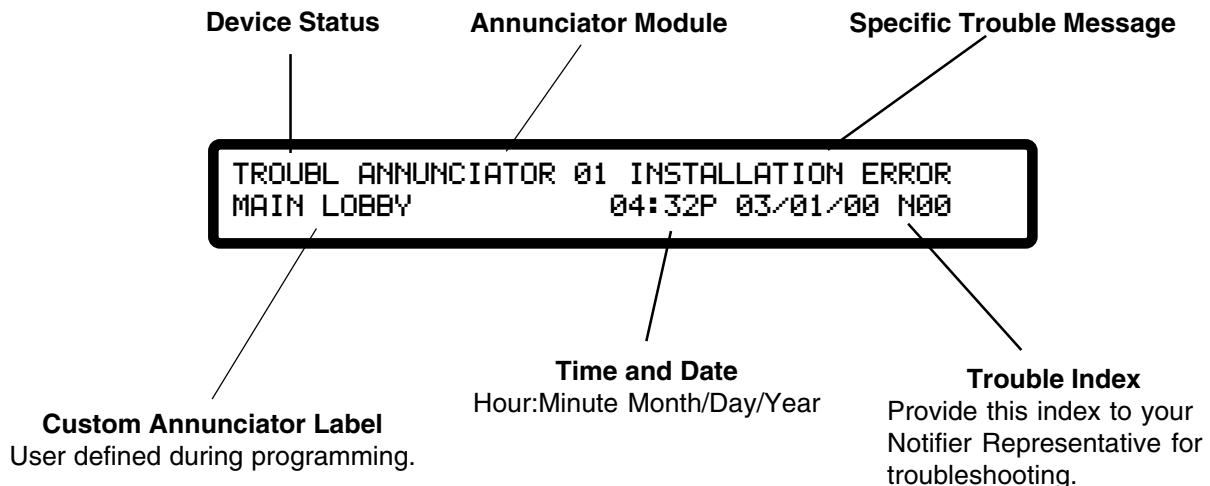 Device Status
Annunciator Module
Specific Trouble Message
TROUBL ANNUNCIATOR 01 INSTALLATION ERROR
MAIN LOBBY 04:32P 03/01/00 N00
Time and Date
Hour:Minute Month/Day/Year
Trouble Index
Provide this index to your
Notifier Representative for
troubleshooting.
Custom Annunciator Label
User defined during programming.